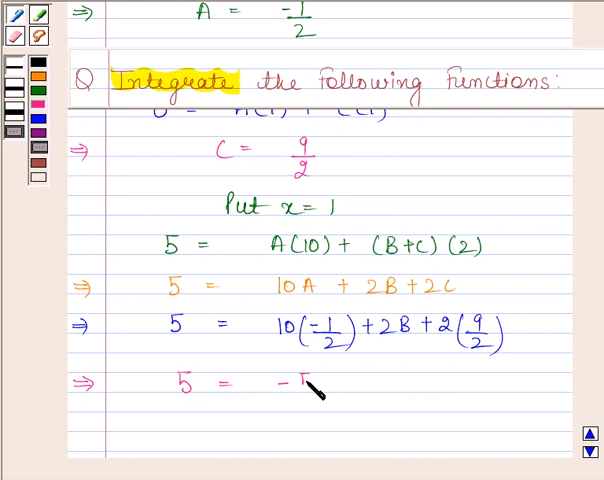 ⇒ A = -1/2
Q Integrate the following functions:
⇒ C = 9/2
Put x = 1
5 = A(10) + (B+C) (2)
⇒ 5 = 10A + 2B + 2C
⇒ 5 = 10(-1/2) + 2B + 2(9/2)
⇒ 5 = -5